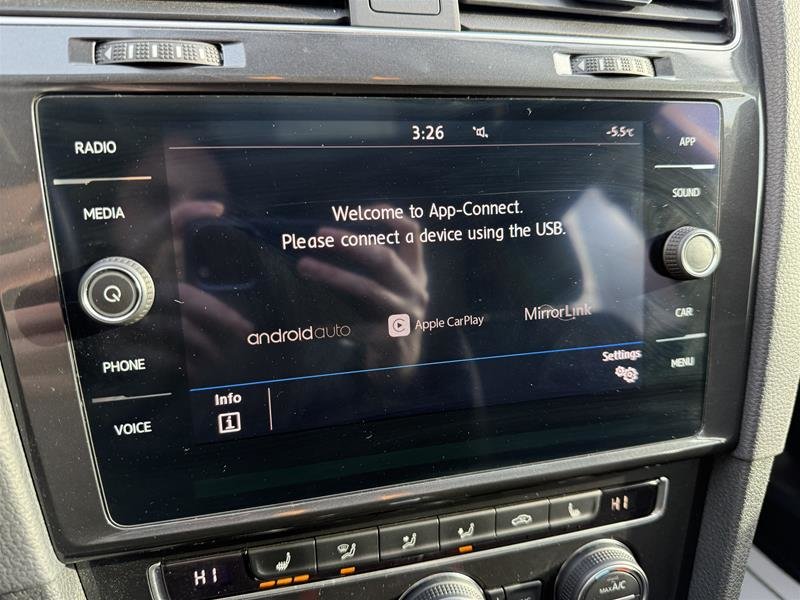 3:26
-5.5°C
RADIO
APP
MEDIA
SOUND
Welcome to App-Connect.
Please connect a device using the USB.
androidauto
Apple CarPlay
MirrorLink
CAR
PHONE
MENU
VOICE
Settings
Info
i
HI
HI
MAX A/C